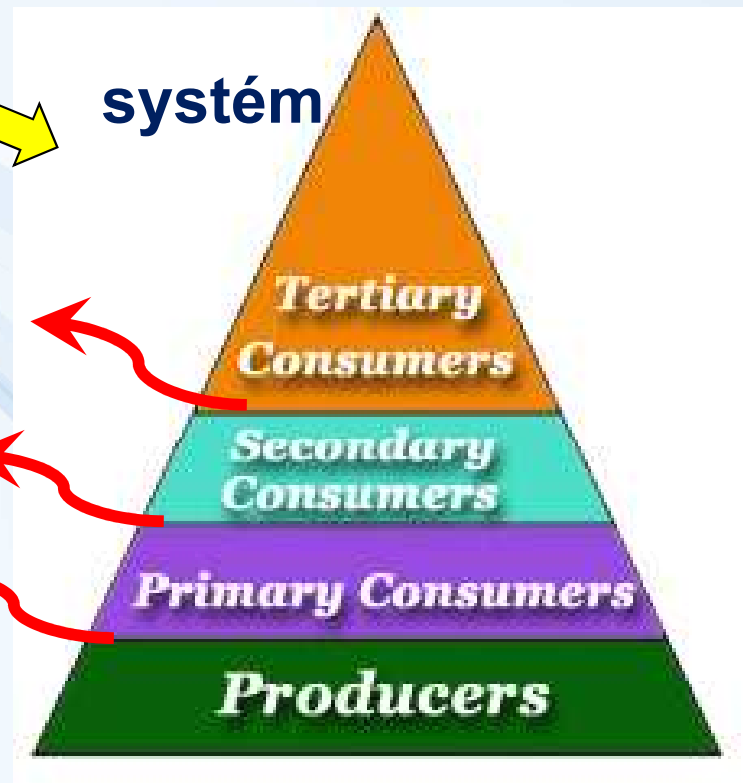 systém
Tertiary
Consumers
Secondary
Consumers
Primary Consumers
Producers